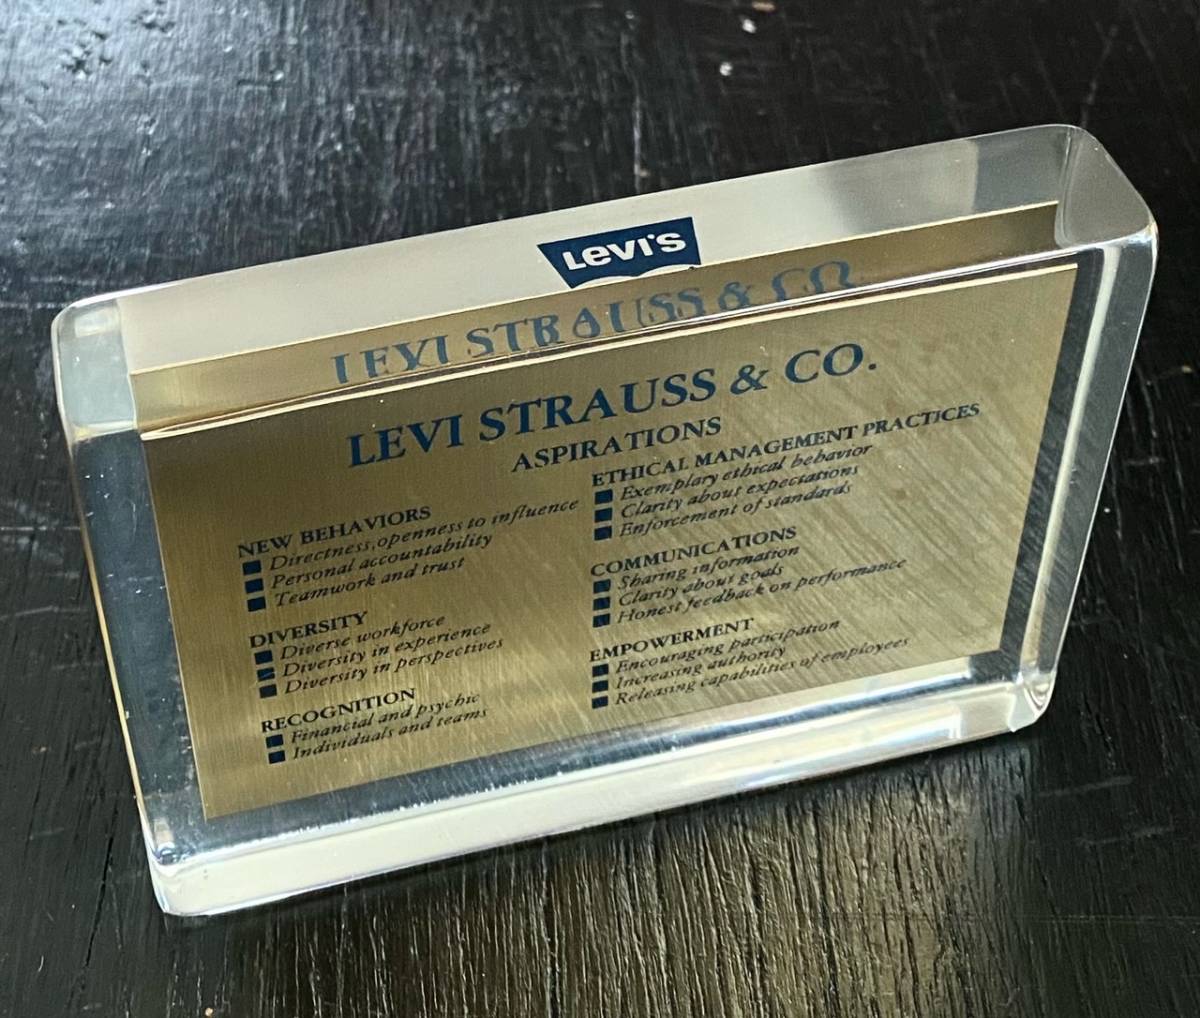 Levi's
LEVI STRAUSS & CO.
ASPIRATIONS
NEW BEHAVIORS
Directness, openness to influence
Personal accountability
Teamwork and trust
DIVERSITY
Diverse workforce
Diversity in experience
Diversity in perspectives
RECOGNITION
Financial and psychic
Individuals and teams
ETHICAL MANAGEMENT PRACTICES
Exemplary ethical behavior
Clarity about expectations
Enforcement of standards
COMMUNICATIONS
Sharing information
Clarity about goals
Honest feedback on performance
EMPOWERMENT
Encouraging participation
Increasing authority
Releasing capabilities of employees